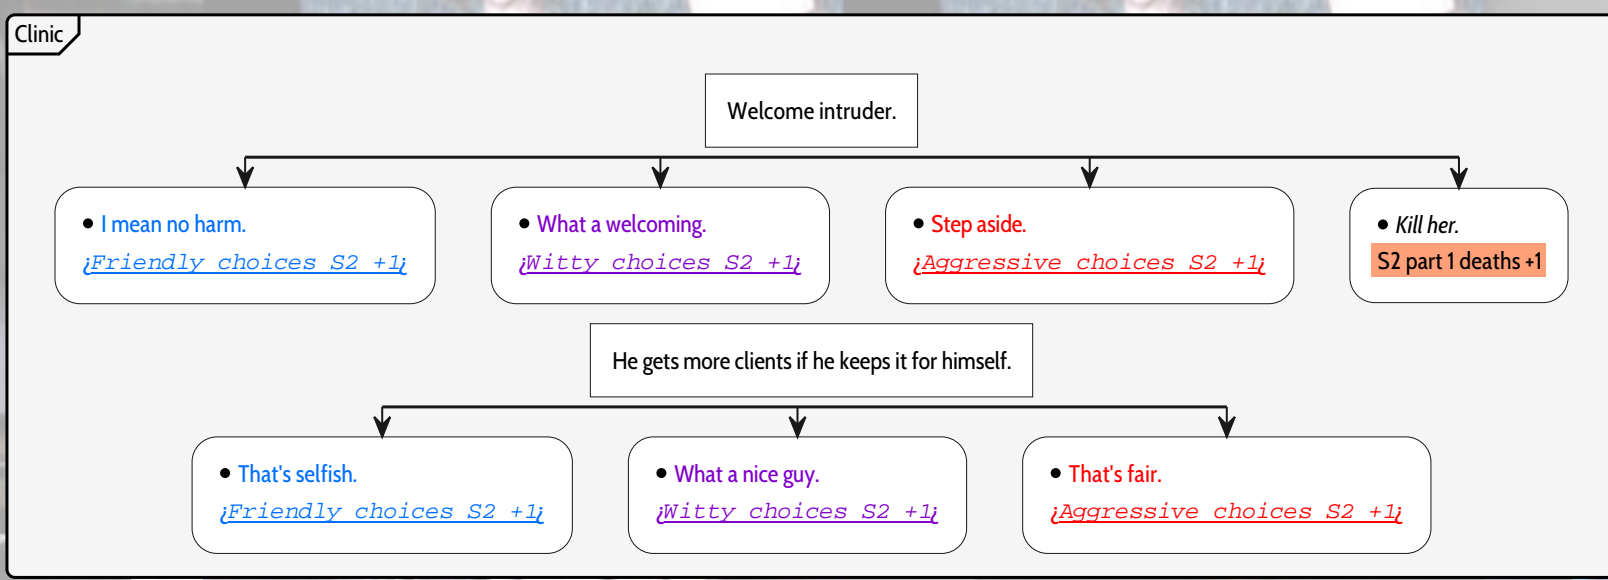 Clinic
Welcome intruder.
• I mean no harm.
¿Friendly choices S2 +1¿
• What a welcoming.
¿Witty choices S2 +1¿
• Step aside.
¿Aggressive choices S2 +1¿
• Kill her.
S2 part 1 deaths +1
He gets more clients if he keeps it for himself.
• That's selfish.
¿Friendly choices S2 +1¿
• What a nice guy.
¿Witty choices S2 +1¿
• That's fair.
¿Aggressive choices S2 +1¿